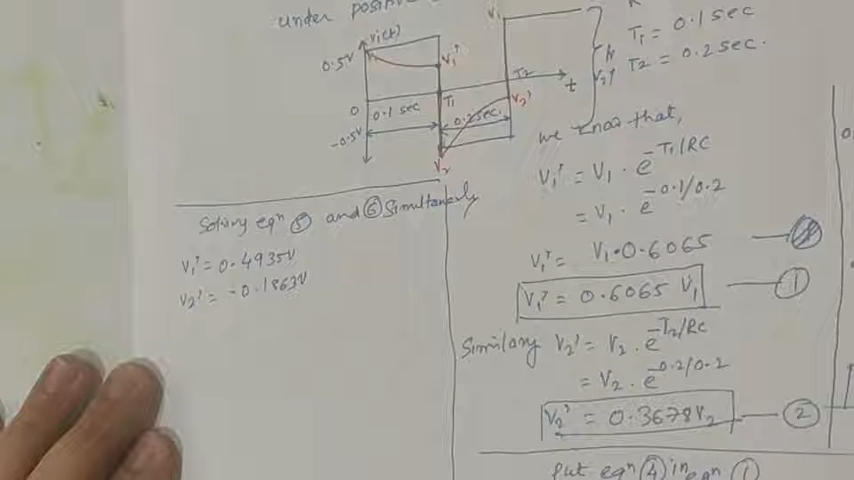 under positive
R
V₁
T₁ = 0.1 sec
T2 = 0.2 sec.
Vi(t)
0.5V
V₁'
T₂
t
V₂'
0
0.1 sec
T₁
0.2 sec.
-0.5V
V₂
we know that,
V₁' = V₁ . e^-T₁/RC
= V₁ . e^-0.1/0.2
V₁' = V₁.0.6065
V₁' = 0.6065 V₁ — ①
Similary V₂' = V₂ . e^-T₂/RC
= V₂ . e^-0.2/0.2
V₂' = 0.3678V₂ — ②
Put eqⁿ ④ in eqⁿ ①
Solving eqⁿ ⑤ and ⑥ Simultanenly
V₁' = 0.4935V
V₂' = -0.1863V